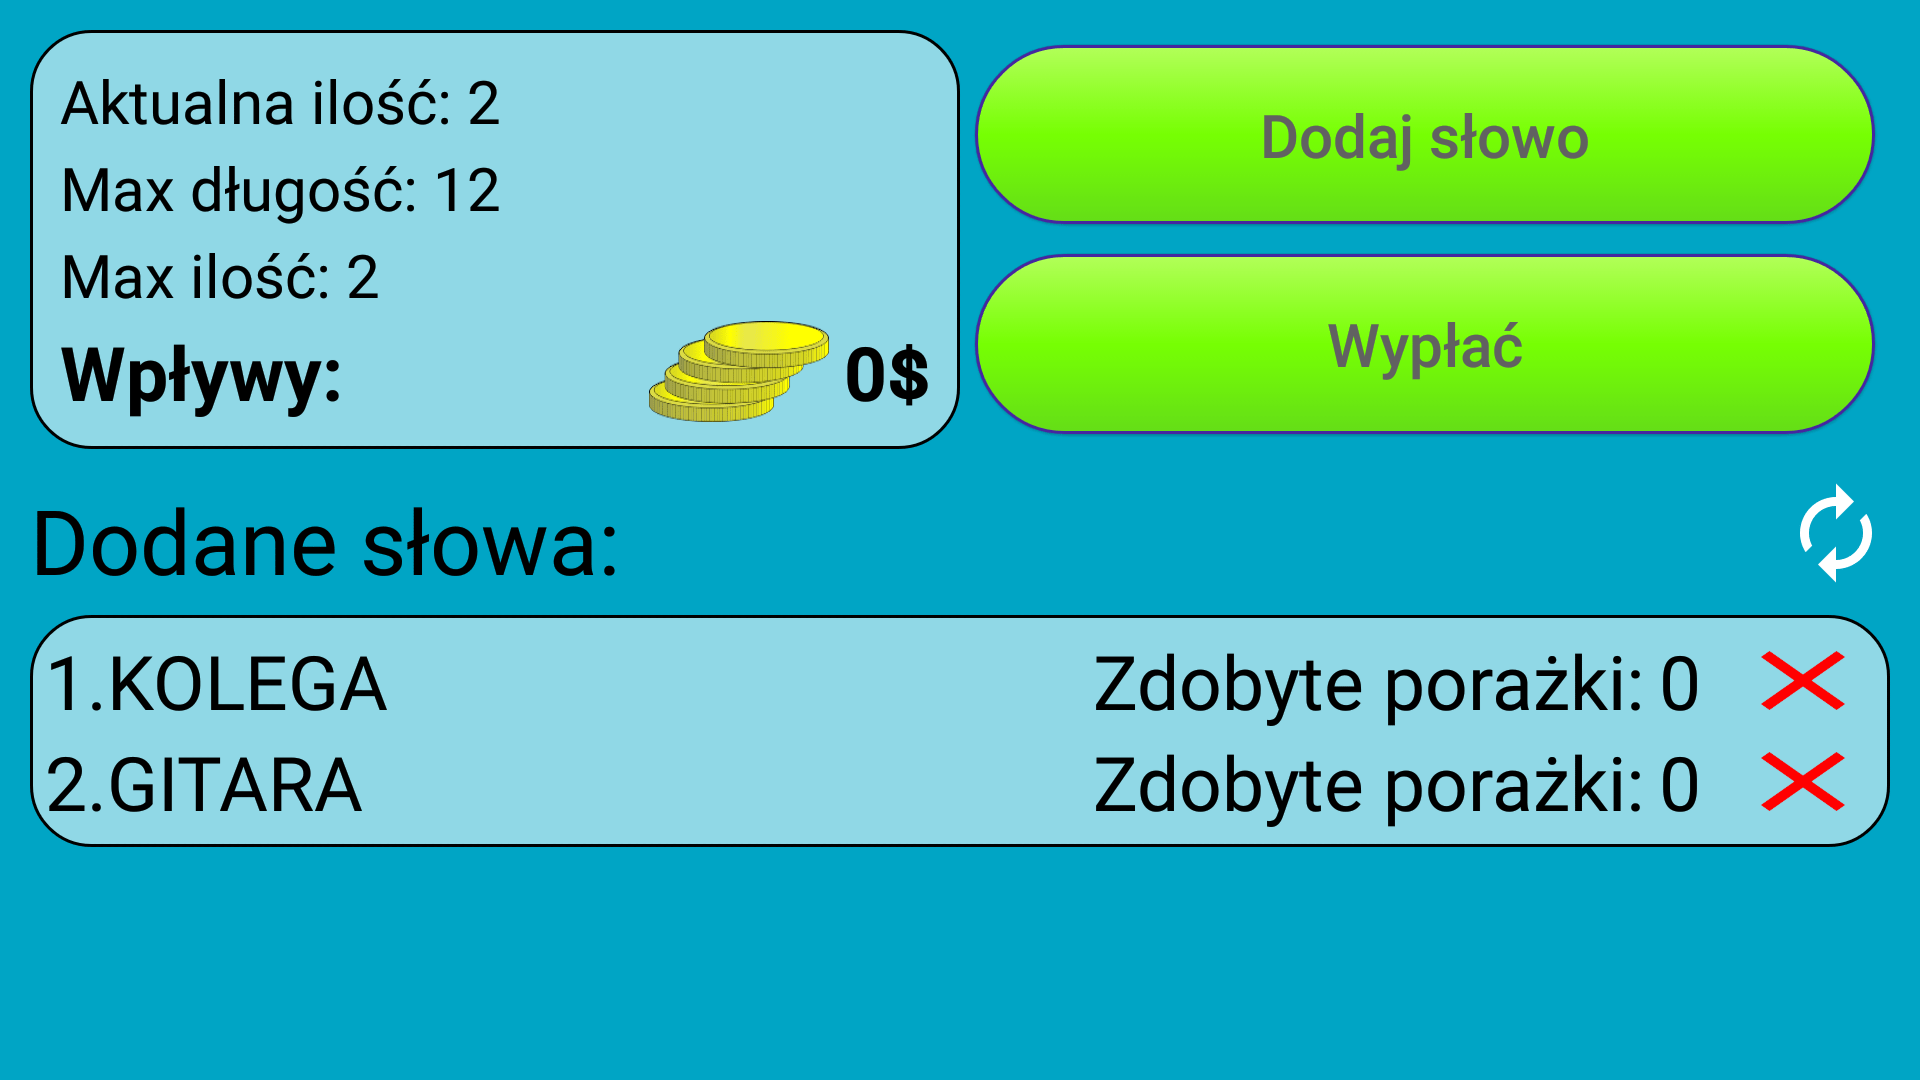 Aktualna ilość: 2
Max długość: 12
Max ilość: 2
Wpływy: 0$
Dodaj słowo
Wypłać
Dodane słowa:
1.KOLEGA Zdobyte porażki: 0
2.GITARA Zdobyte porażki: 0